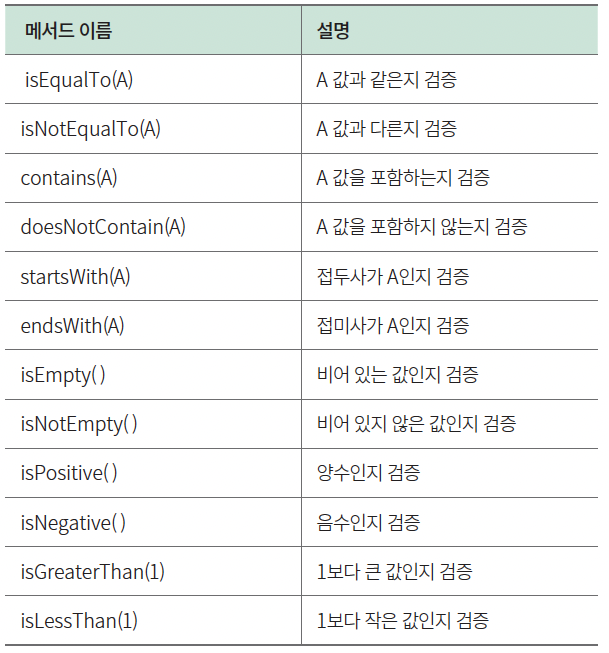 메서드 이름 설명
isEqualTo(A) A 값과 같은지 검증
isNotEqualTo(A) A 값과 다른지 검증
contains(A) A 값을 포함하는지 검증
doesNotContain(A) A 값을 포함하지 않는지 검증
startsWith(A) 접두사가 A인지 검증
endsWith(A) 접미사가 A인지 검증
isEmpty( ) 비어 있는 값인지 검증
isNotEmpty( ) 비어 있지 않은 값인지 검증
isPositive( ) 양수인지 검증
isNegative( ) 음수인지 검증
isGreaterThan(1) 1보다 큰 값인지 검증
isLessThan(1) 1보다 작은 값인지 검증